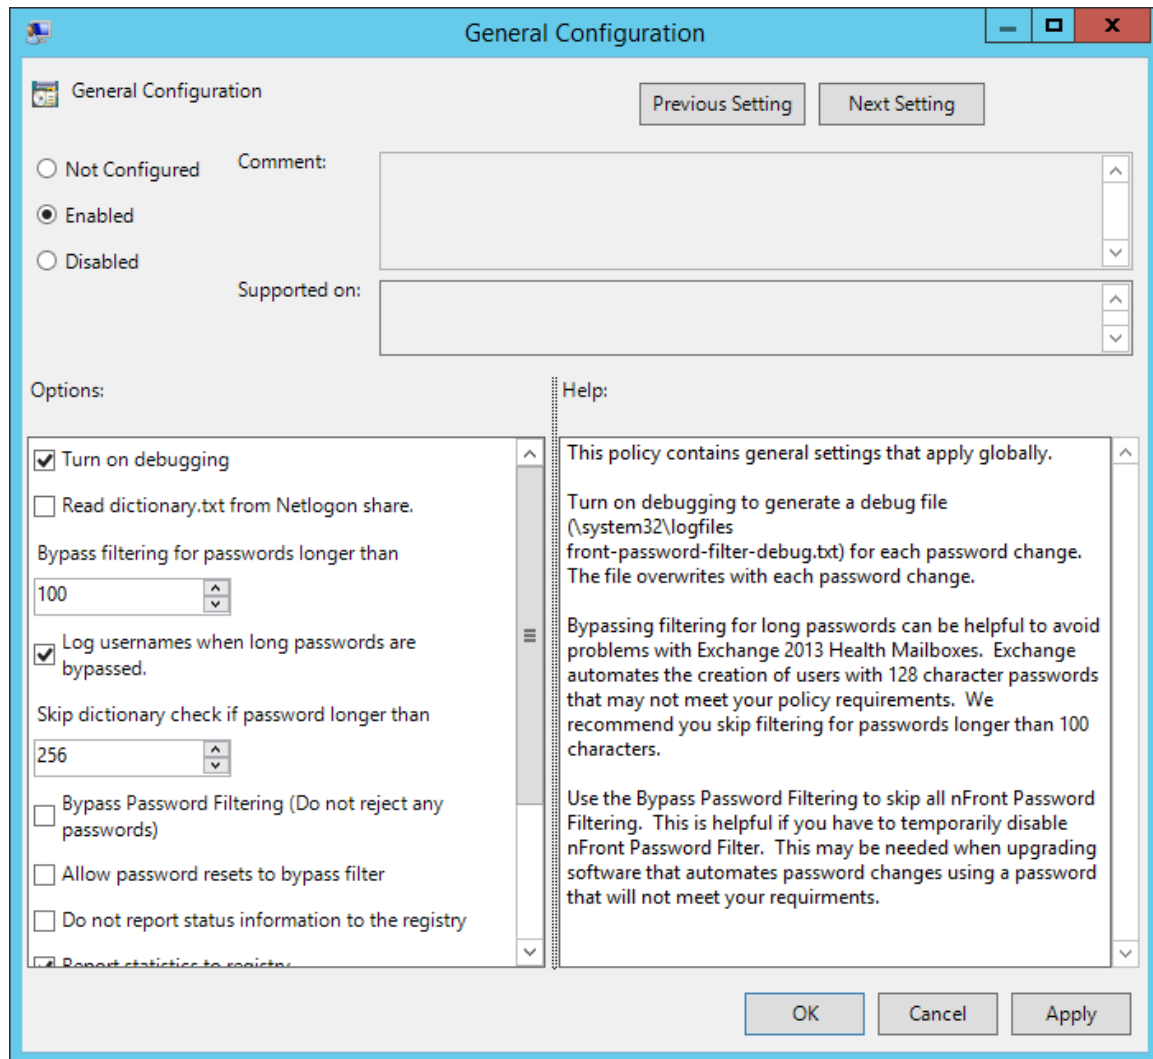 General Configuration
General Configuration
Previous Setting
Next Setting
Not Configured
Comment:
Enabled
Disabled
Supported on:
Options:
Help:
Turn on debugging
Read dictionary.txt from Netlogon share.
Bypass filtering for passwords longer than
100
Log usernames when long passwords are
bypassed.
Skip dictionary check if password longer than
256
Bypass Password Filtering (Do not reject any
passwords)
Allow password resets to bypass filter
Do not report status information to the registry
Report statistics to registry
This policy contains general settings that apply globally.
Turn on debugging to generate a debug file
(\system32\logfiles
front-password-filter-debug.txt) for each password change.
The file overwrites with each password change.
Bypassing filtering for long passwords can be helpful to avoid
problems with Exchange 2013 Health Mailboxes.  Exchange
automates the creation of users with 128 character passwords
that may not meet your policy requirements.  We
recommend you skip filtering for passwords longer than 100
characters.
Use the Bypass Password Filtering to skip all nFront Password
Filtering.  This is helpful if you have to temporarily disable
nFront Password Filter.  This may be needed when upgrading
software that automates password changes using a password
that will not meet your requirments.
OK
Cancel
Apply